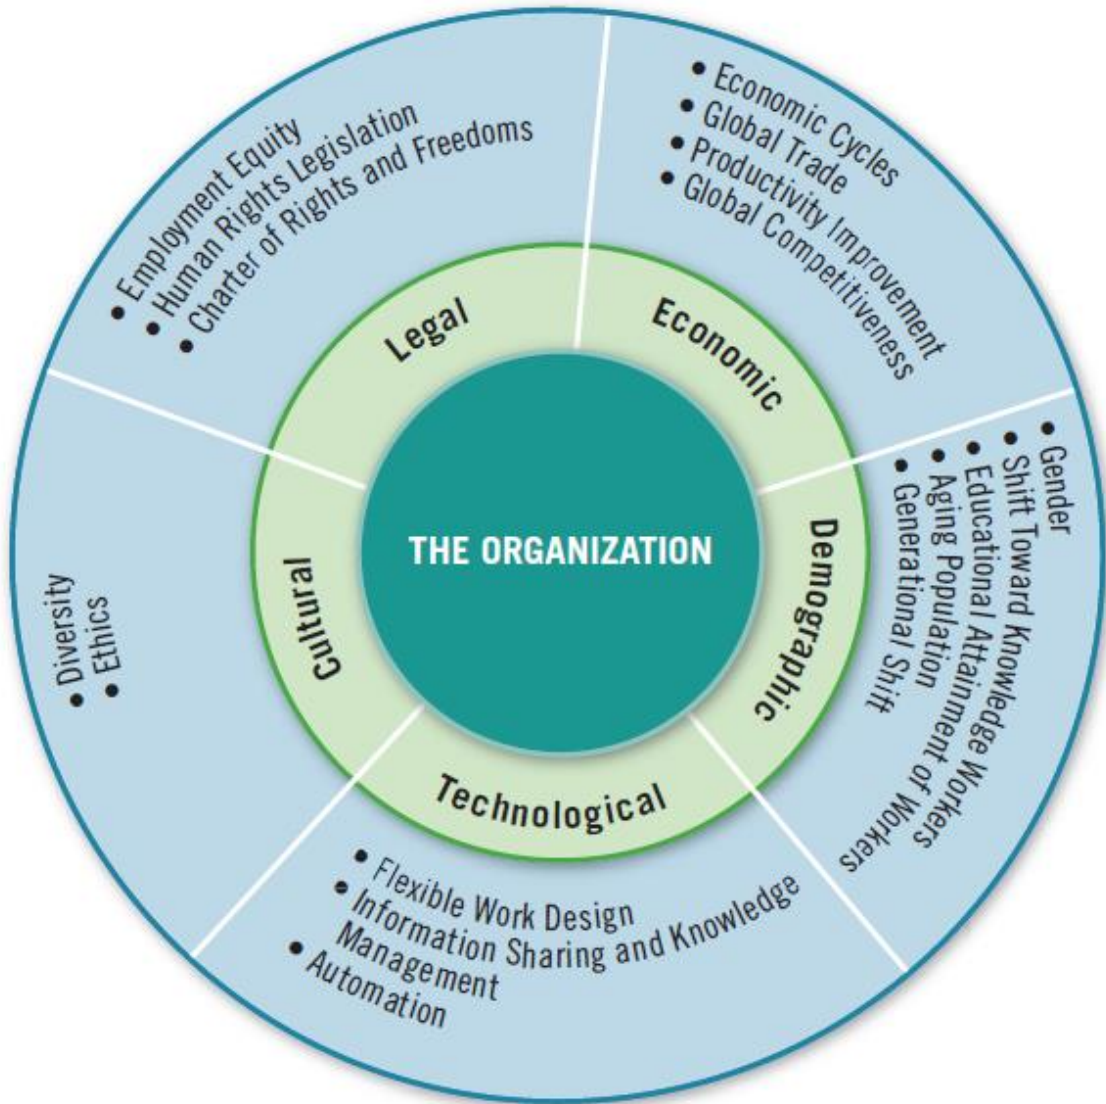 Legal
• Employment Equity
• Human Rights Legislation
• Charter of Rights and Freedoms
Economic
• Economic Cycles
• Global Trade
• Productivity Improvement
• Global Competitiveness
Demographic
• Gender
• Shift Toward Knowledge Workers
• Educational Attainment of Workers
• Aging Population
• Generational Shift
Technological
• Flexible Work Design
• Information Sharing and Knowledge
Management
• Automation
Cultural
• Diversity
• Ethics
THE ORGANIZATION